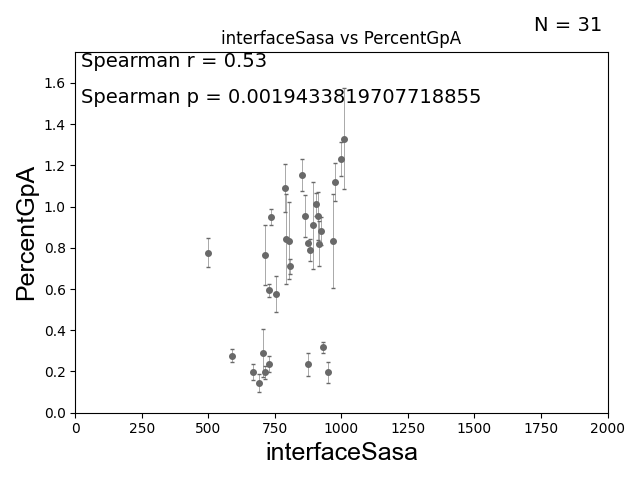 N = 31
interfaceSasa vs PercentGpA
Spearman r = 0.53
Spearman p = 0.0019433819707718855
PercentGpA
1.6
1.4
1.2
1.0
0.8
0.6
0.4
0.2
0.0
0 250 500 750 1000 1250 1500 1750 2000
interfaceSasa